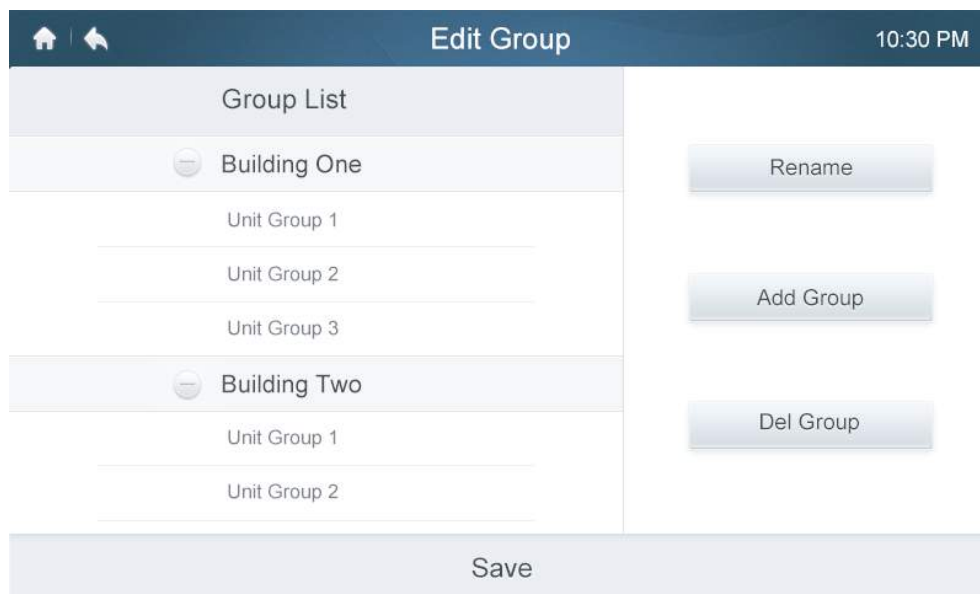 Edit Group
10:30 PM
Group List
Building One
Unit Group 1
Unit Group 2
Unit Group 3
Building Two
Unit Group 1
Unit Group 2
Rename
Add Group
Del Group
Save